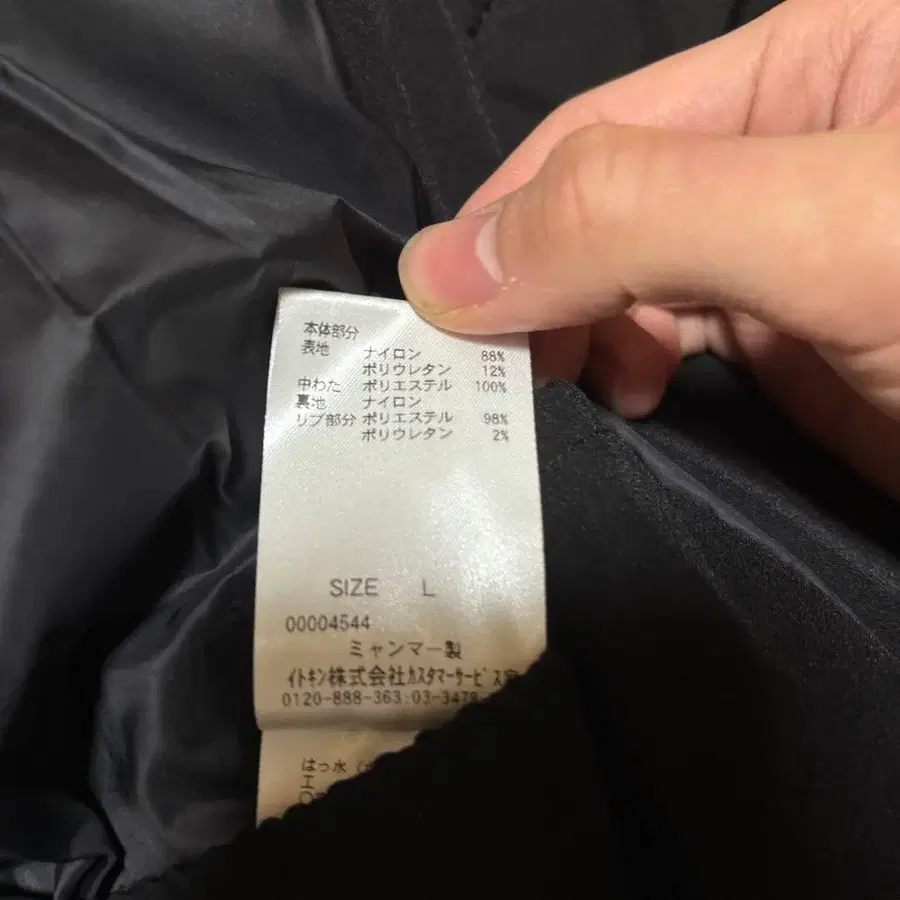 本体部分
表地 ナイロン 88%
ポリウレタン 12%
中わた ポリエステル 100%
裏地 ナイロン
リブ部分 ポリエステル 98%
ポリウレタン 2%
SIZE L
00004544
ミャンマー製
イトキン株式会社カスタマーサービス室
0120-888-363:03-3478
はっ水